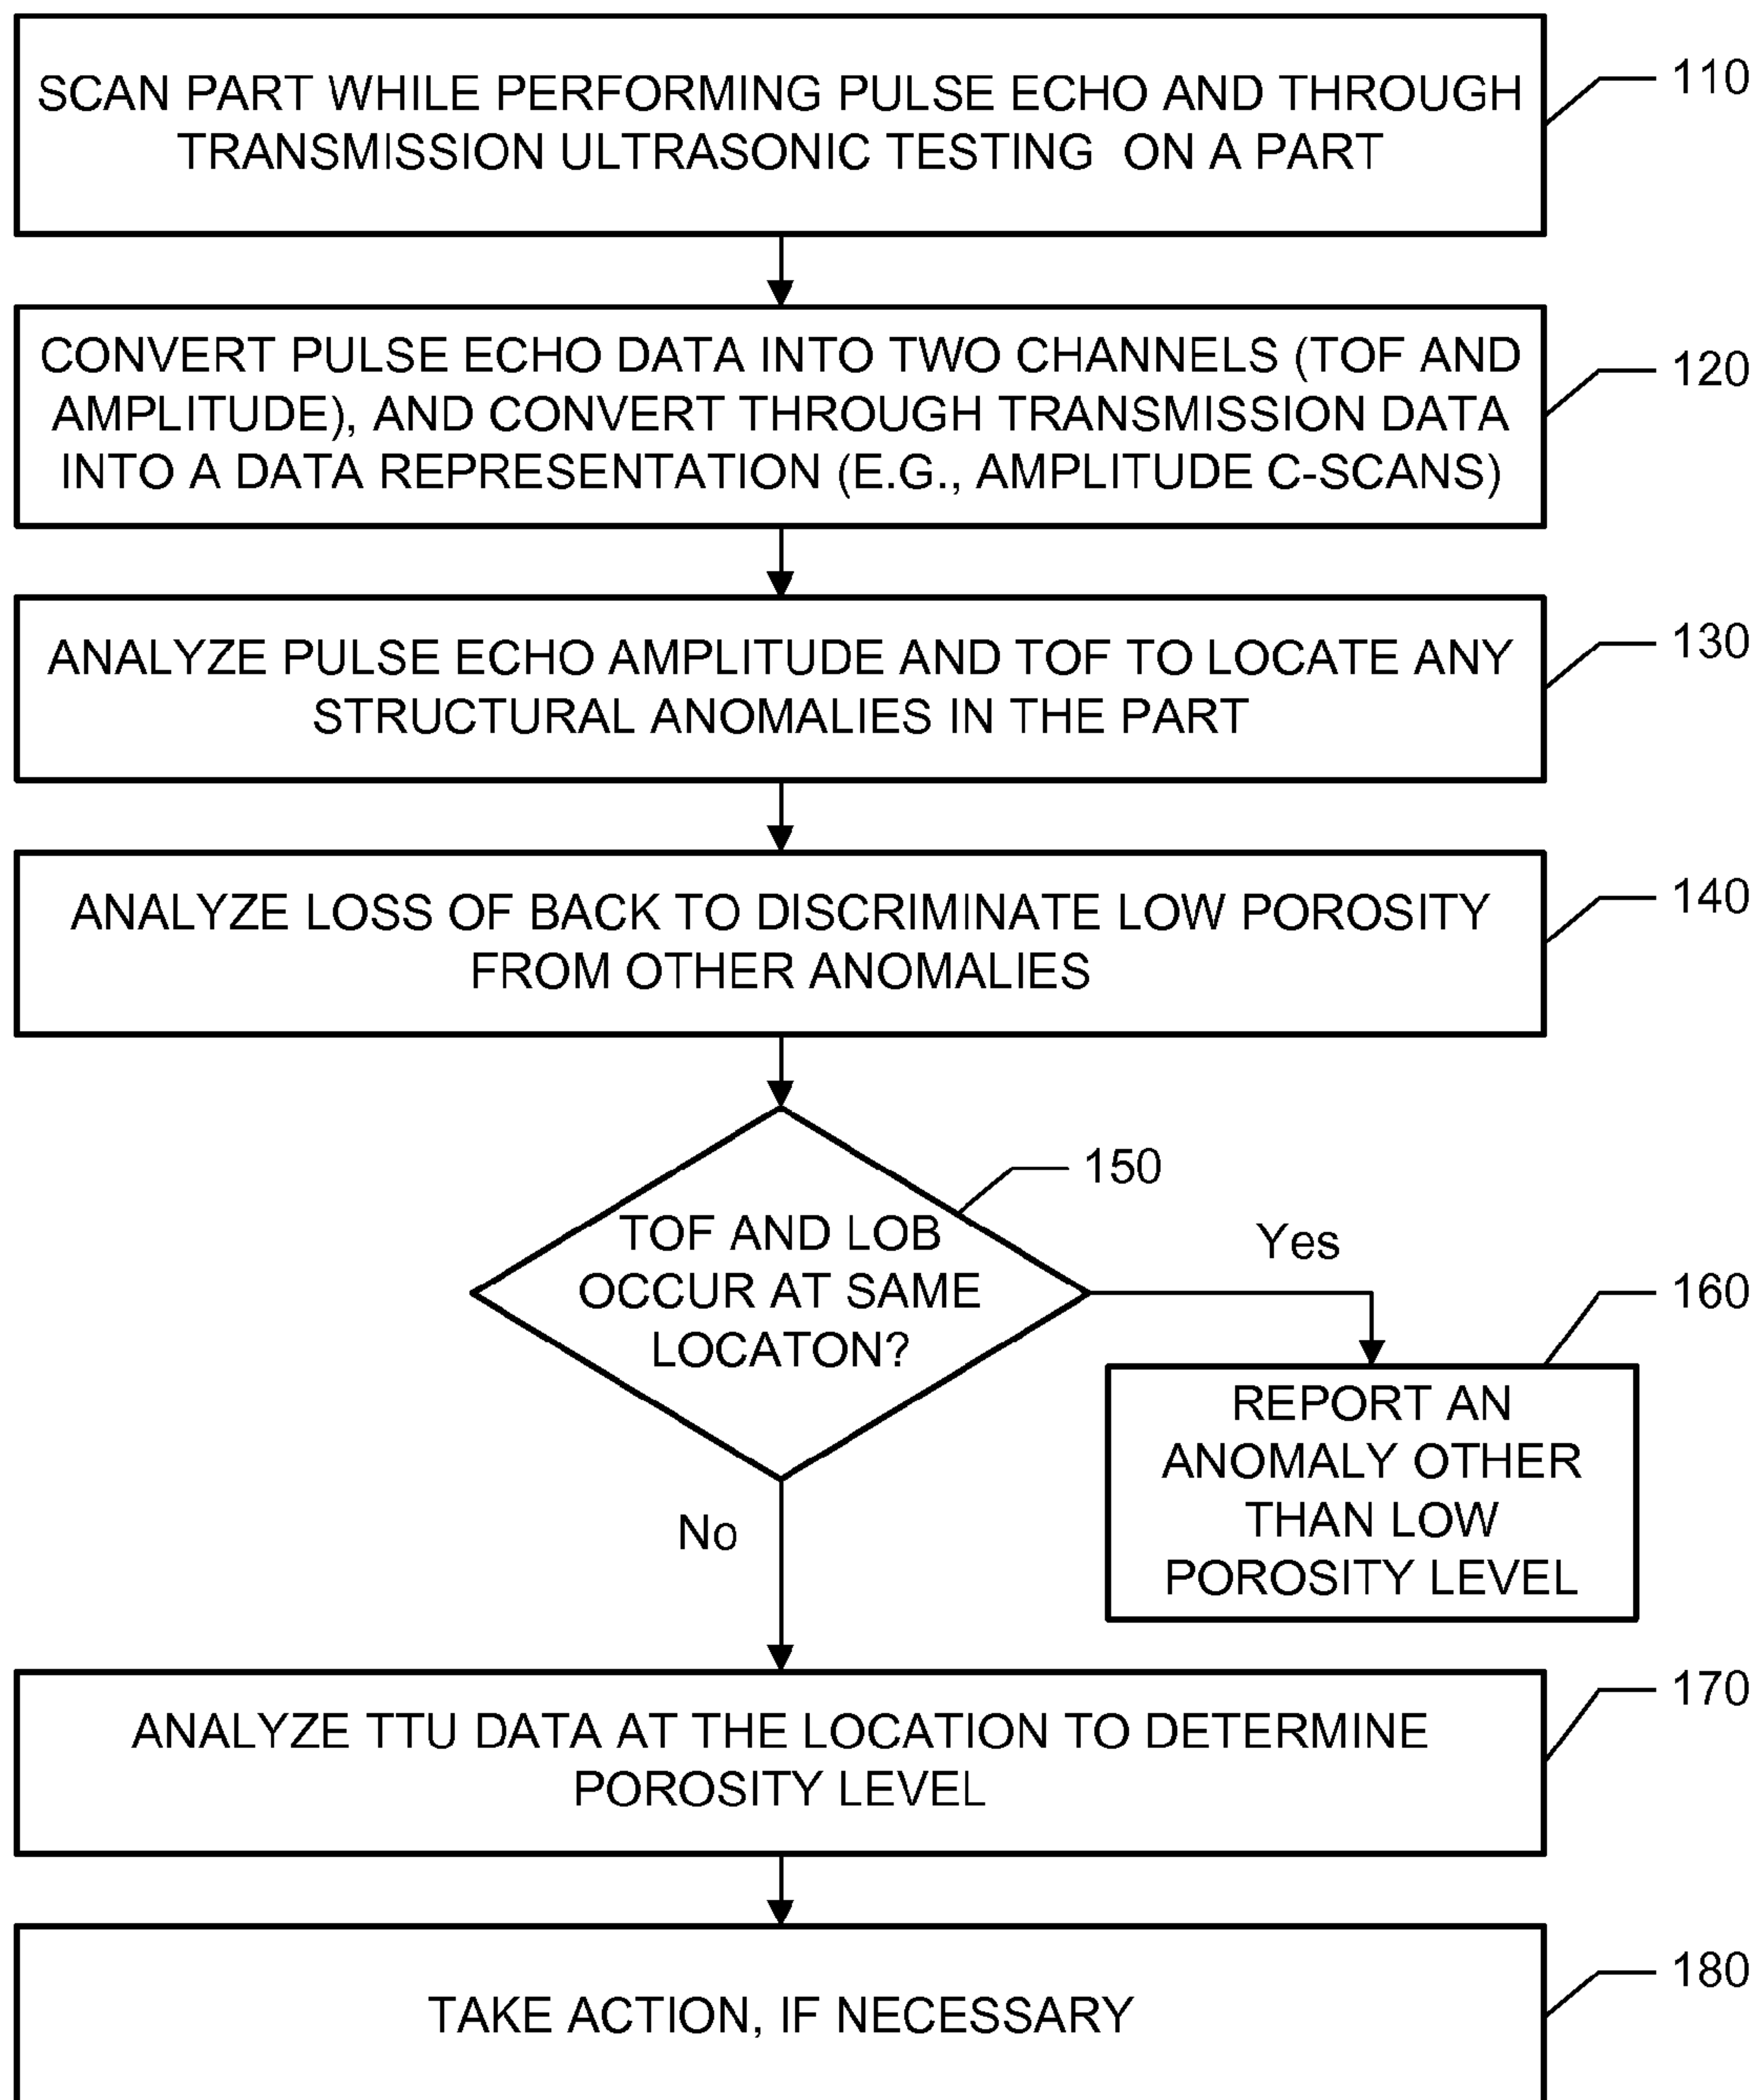 SCAN PART WHILE PERFORMING PULSE ECHO AND THROUGH
TRANSMISSION ULTRASONIC TESTING ON A PART
110
CONVERT PULSE ECHO DATA INTO TWO CHANNELS (TOF AND
AMPLITUDE), AND CONVERT THROUGH TRANSMISSION DATA
INTO A DATA REPRESENTATION (E.G., AMPLITUDE C-SCANS)
120
ANALYZE PULSE ECHO AMPLITUDE AND TOF TO LOCATE ANY
STRUCTURAL ANOMALIES IN THE PART
130
ANALYZE LOSS OF BACK TO DISCRIMINATE LOW POROSITY
FROM OTHER ANOMALIES
140
TOF AND LOB
OCCUR AT SAME
LOCATON?
150
Yes
160
REPORT AN
ANOMALY OTHER
THAN LOW
POROSITY LEVEL
No
ANALYZE TTU DATA AT THE LOCATION TO DETERMINE
POROSITY LEVEL
170
TAKE ACTION, IF NECESSARY
180